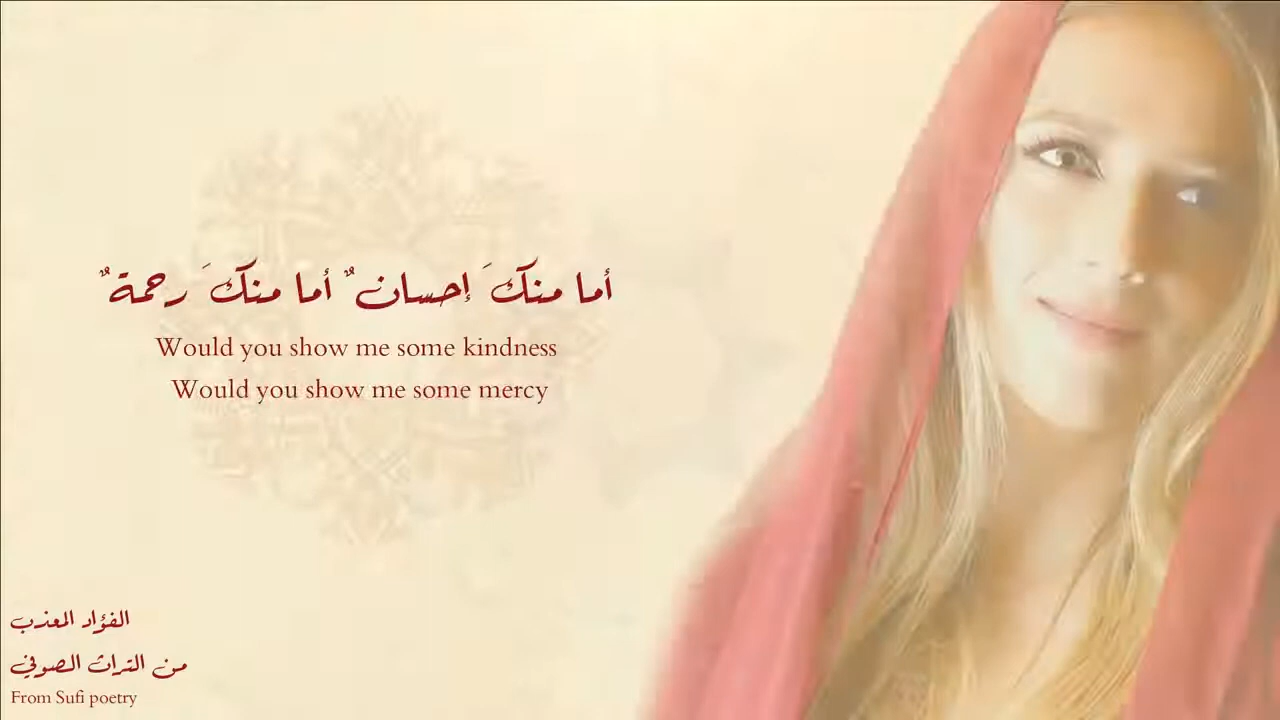 أما منكَ إحسانٌ أما منكَ رحمةٌ
Would you show me some kindness
Would you show me some mercy
الفؤاد المعذب
من التراث الصوفي
From Sufi poetry